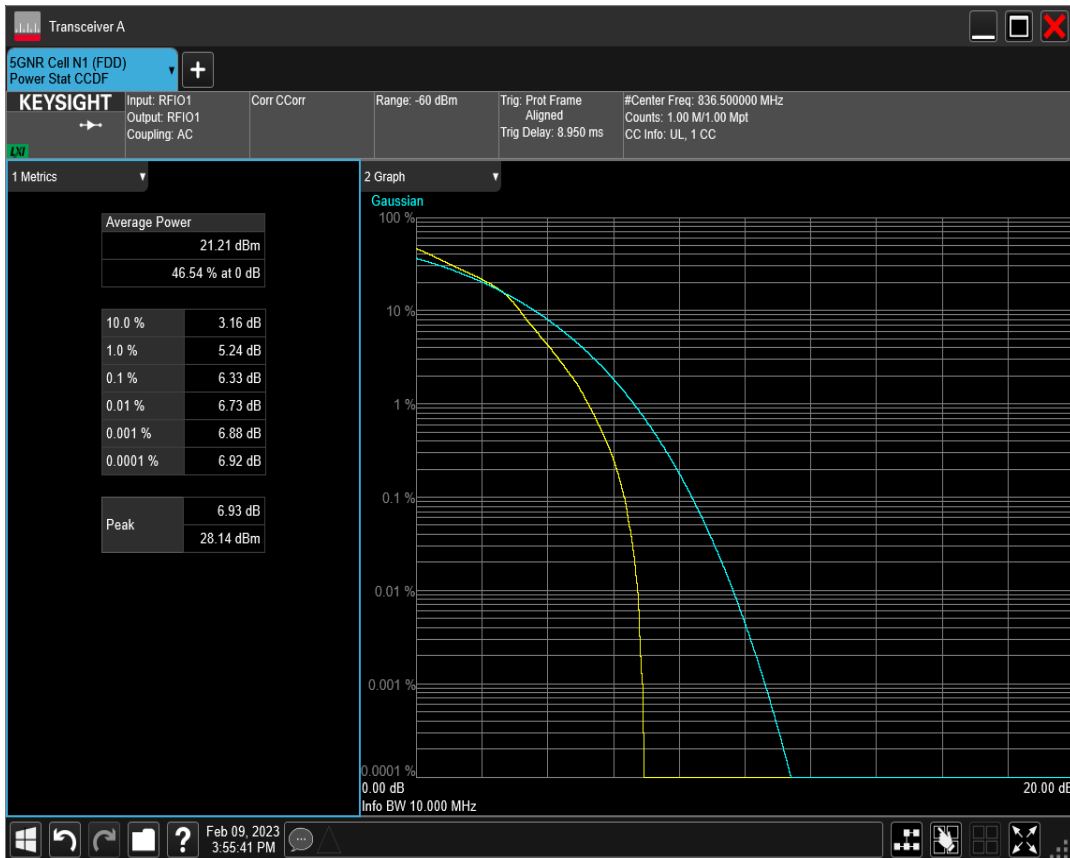 Transceiver A
5GNR Cell N1 (FDD)
Power Stat CCDF
KEYSIGHT
LXI
Input: RFIO1
Output: RFIO1
Coupling: AC
Corr CCorr
Range: -60 dBm
Trig: Prot Frame
Aligned
Trig Delay: 8.950 ms
#Center Freq: 836.500000 MHz
Counts: 1.00 M/1.00 Mpt
CC Info: UL, 1 CC
1 Metrics
Average Power
21.21 dBm
46.54 % at 0 dB
10.0 % 3.16 dB
1.0 % 5.24 dB
0.1 % 6.33 dB
0.01 % 6.73 dB
0.001 % 6.88 dB
0.0001 % 6.92 dB
Peak 6.93 dB
28.14 dBm
2 Graph
Gaussian
100 %
10 %
1 %
0.1 %
0.01 %
0.001 %
0.0001 %
0.00 dB 20.00 dB
Info BW 10.000 MHz
Feb 09, 2023
3:55:41 PM